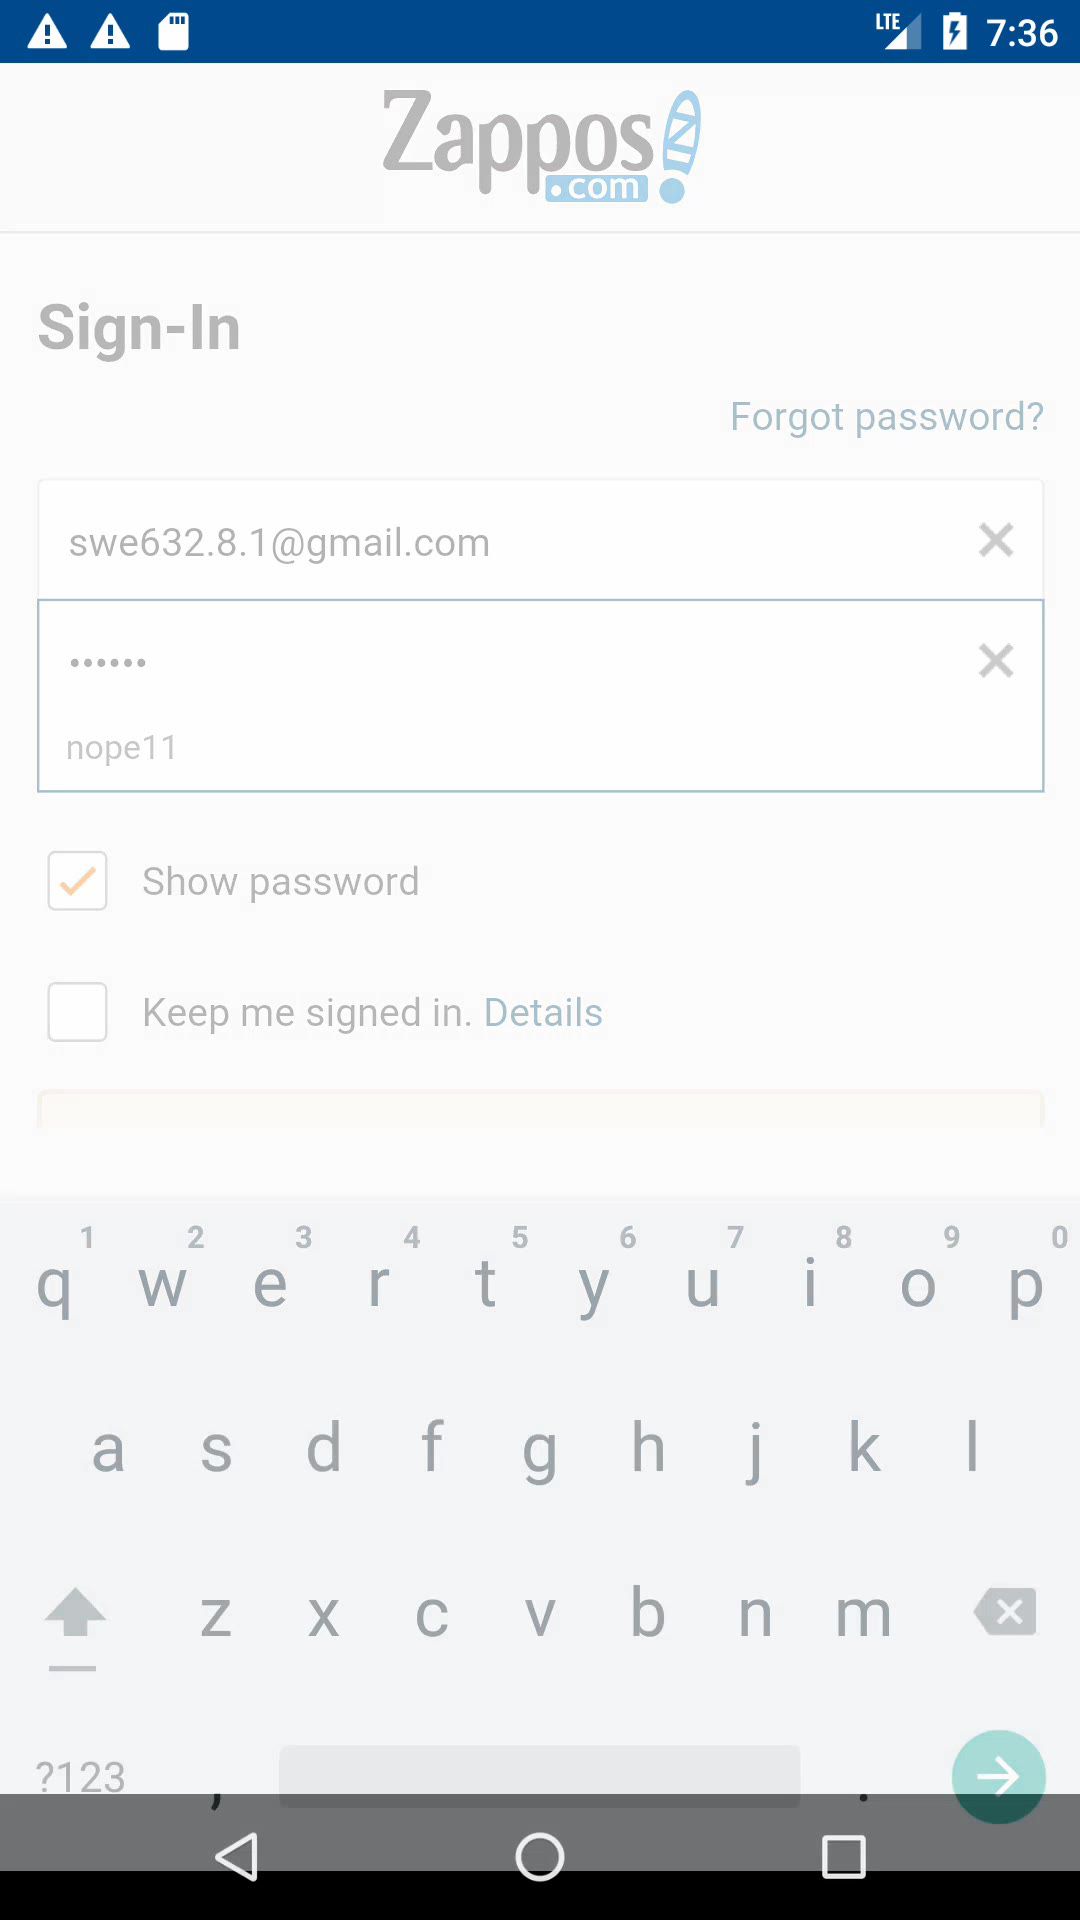 LTE 7:36
Zappos
.com
Sign-In
Forgot password?
swe632.8.1@gmail.com
••••••
nope11
Show password
Keep me signed in. Details
1 2 3 4 5 6 7 8 9 0
q w e r t y u i o p
a s d f g h j k l
z x c v b n m
?123 , .